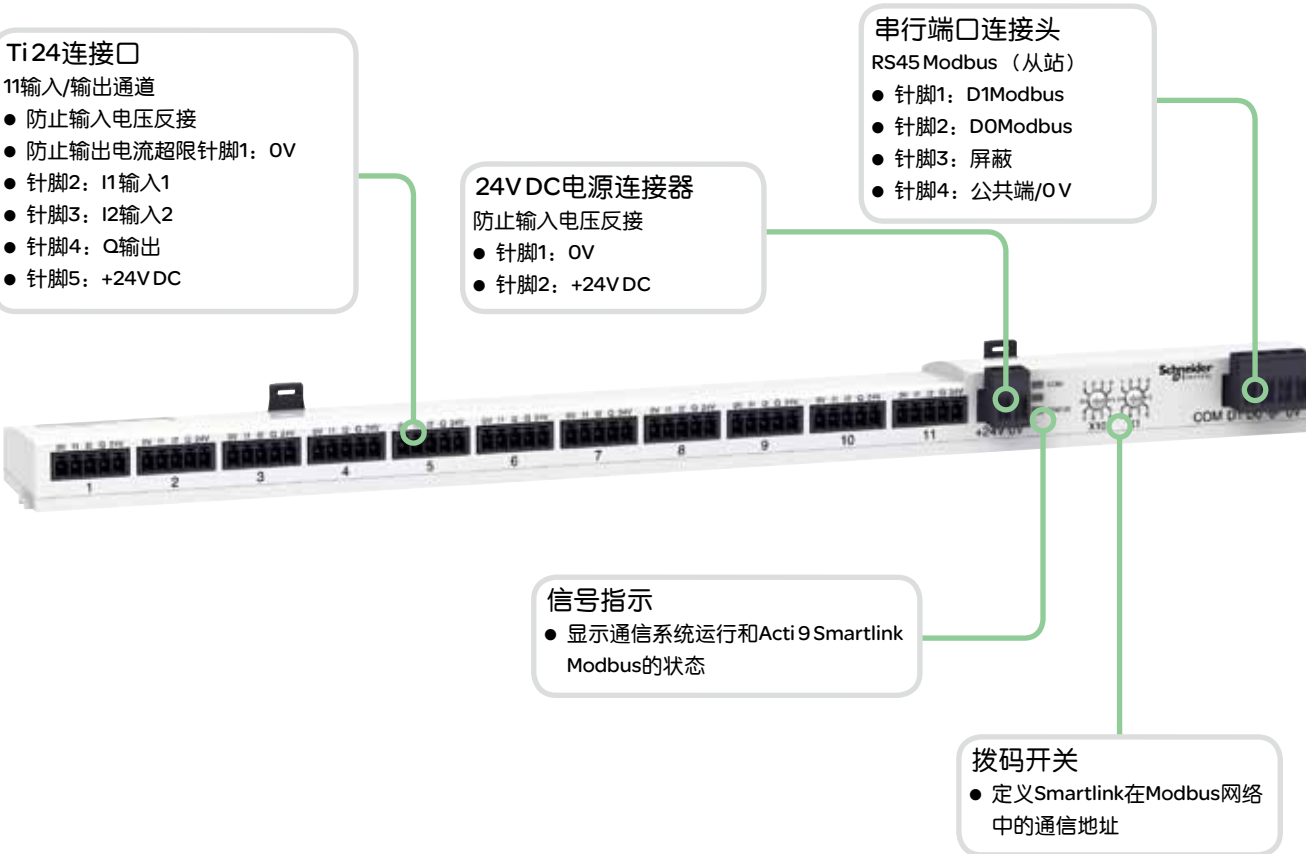 Ti24连接口
11输入/输出通道
● 防止输入电压反接
● 防止输出电流超限针脚1：0V
● 针脚2：I1输入1
● 针脚3：I2输入2
● 针脚4：Q输出
● 针脚5：+24V DC
24V DC电源连接器
防止输入电压反接
● 针脚1：0V
● 针脚2：+24V DC
串行端口连接头
RS45 Modbus（从站）
● 针脚1：D1Modbus
● 针脚2：D0Modbus
● 针脚3：屏蔽
● 针脚4：公共端/0V
Schneider
0V I1 I2 Q 24V
1 2 3 4 5 6 7 8 9 10 11
+24V 0V
COM D1 D0 0V
信号指示
● 显示通信系统运行和Acti 9 Smartlink
Modbus的状态
拨码开关
● 定义Smartlink在Modbus网络
中的通信地址